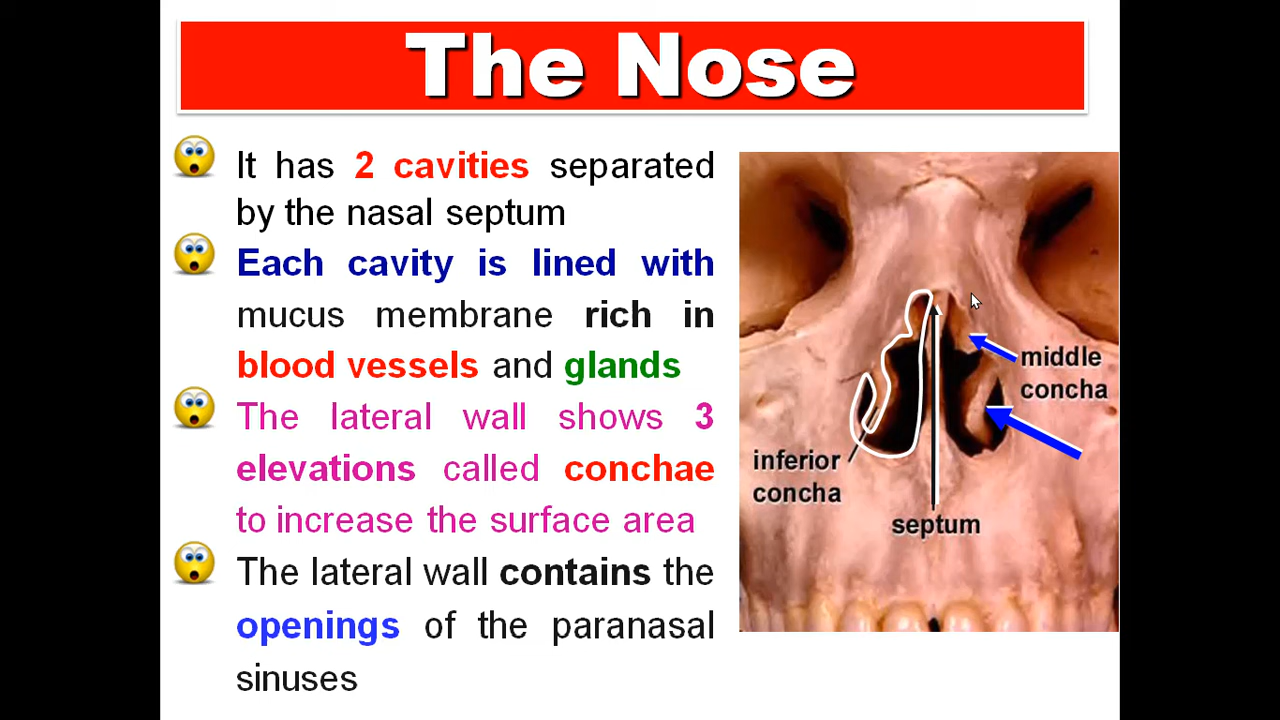 The Nose
It has 2 cavities separated
by the nasal septum
Each cavity is lined with
mucus membrane rich in
blood vessels and glands
The lateral wall shows 3
elevations called conchae
to increase the surface area
The lateral wall contains the
openings of the paranasal
sinuses
middle
concha
inferior
concha
septum